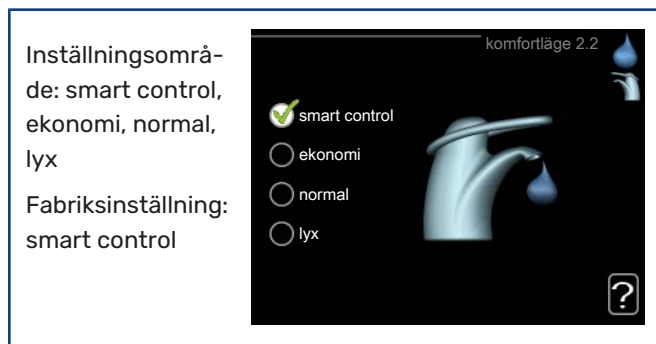 Inställningsområ-
de: smart control,
ekonomi, normal,
lyx
Fabriksinställning:
smart control
komfortläge 2.2
smart control
ekonomi
normal
lyx
?